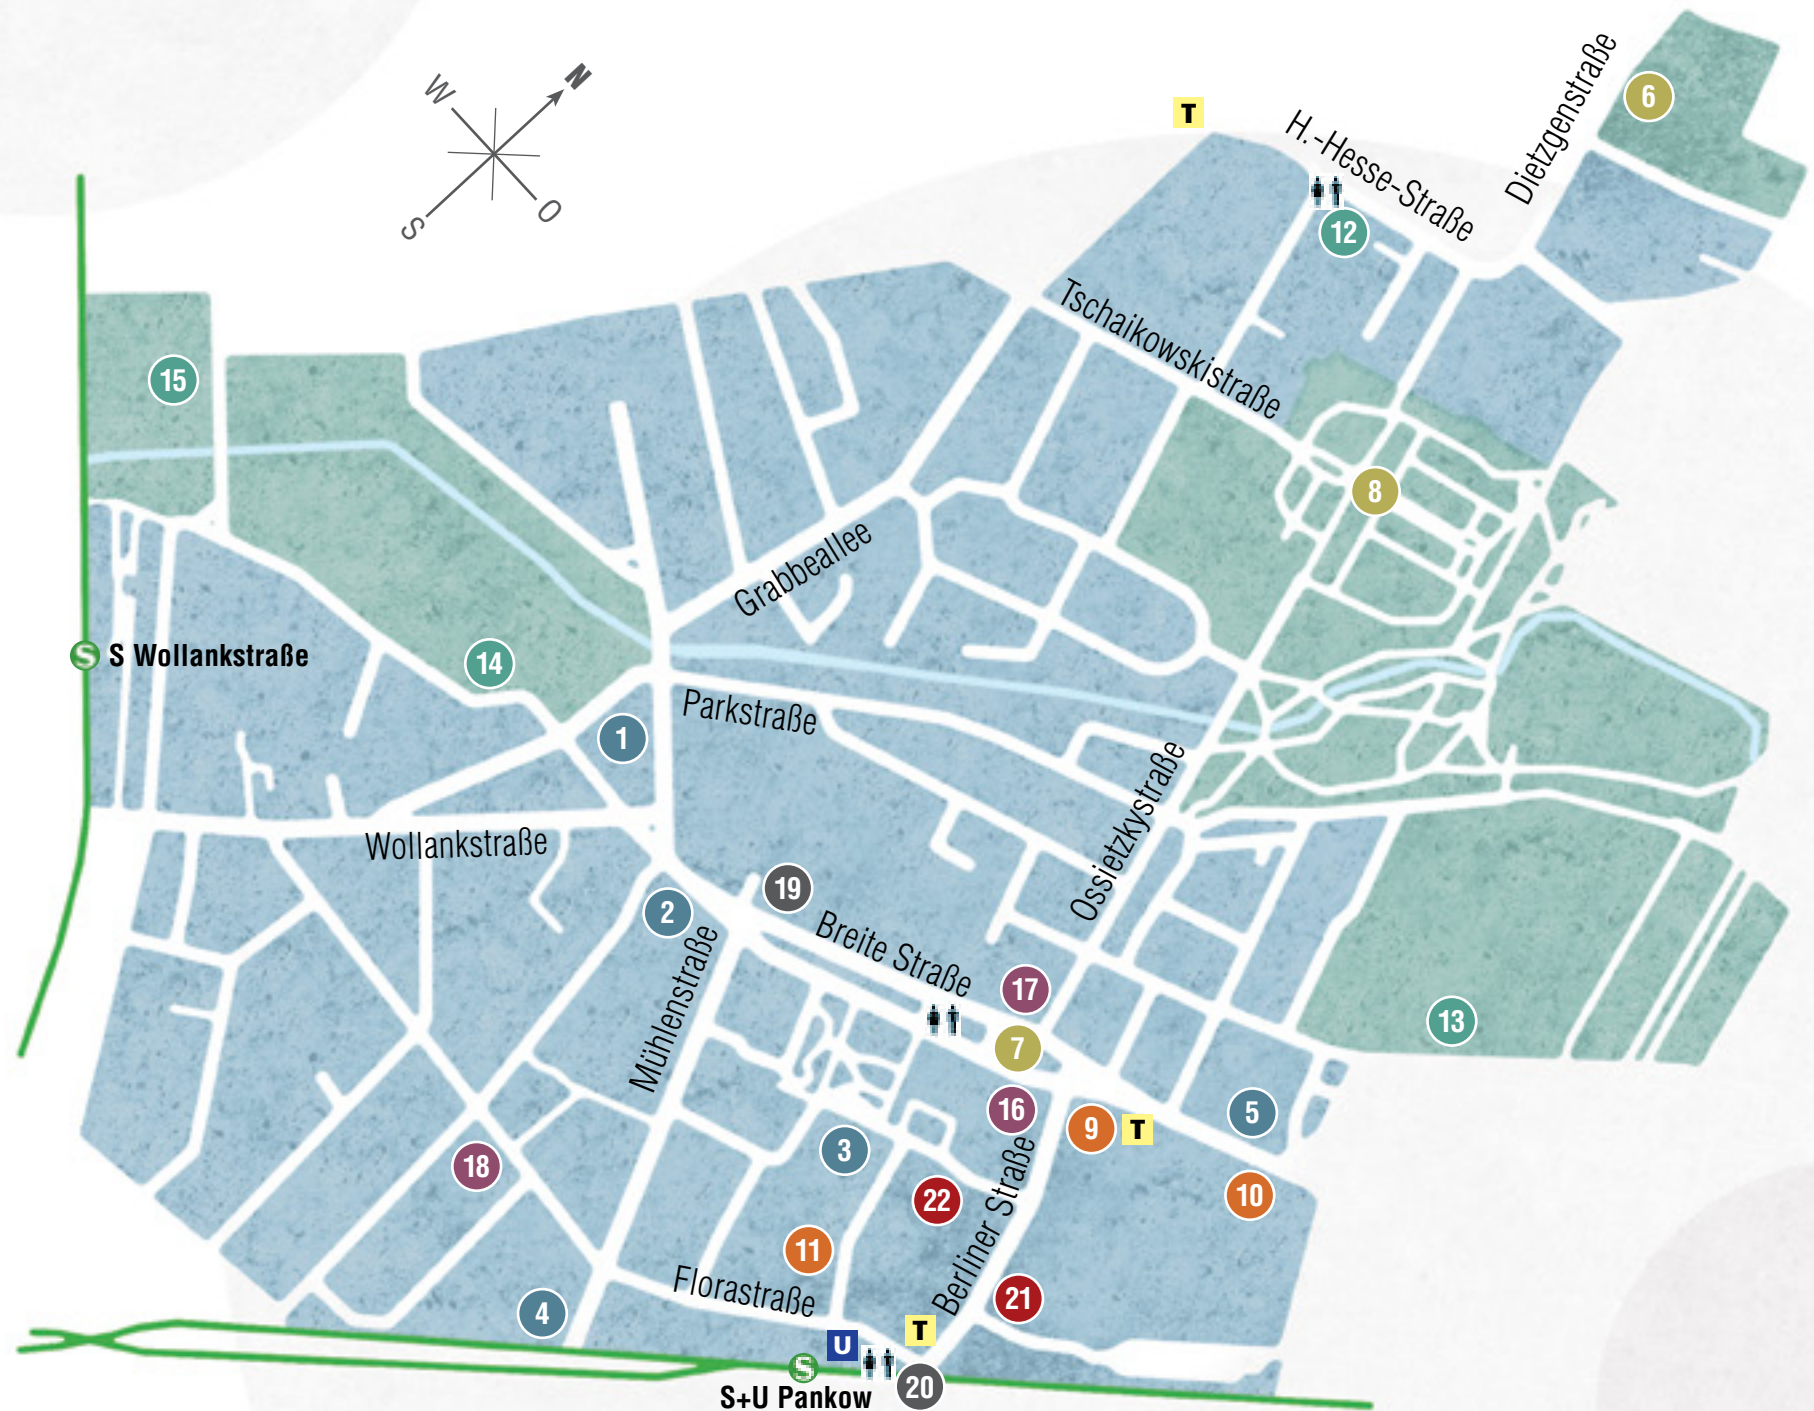 N
W
O
S
T
H.-Hesse-Straße
Dietzgenstraße
6
12
Tschaikowskistraße
15
8
Grabbeallee
S
S Wollankstraße
14
Parkstraße
1
Ossietzkystraße
Wollankstraße
19
2
Breite Straße
Mühlenstraße
17
13
7
16
9
T
5
3
18
22
10
Berliner Straße
11
Florastraße
21
4
U
T
S
S+U Pankow
20